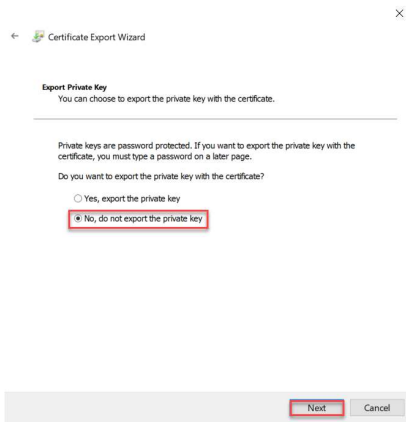 Certificate Export Wizard
Export Private Key
You can choose to export the private key with the certificate.
Private keys are password protected. If you want to export the private key with the
certificate, you must type a password on a later page.
Do you want to export the private key with the certificate?
Yes, export the private key
No, do not export the private key
Next Cancel